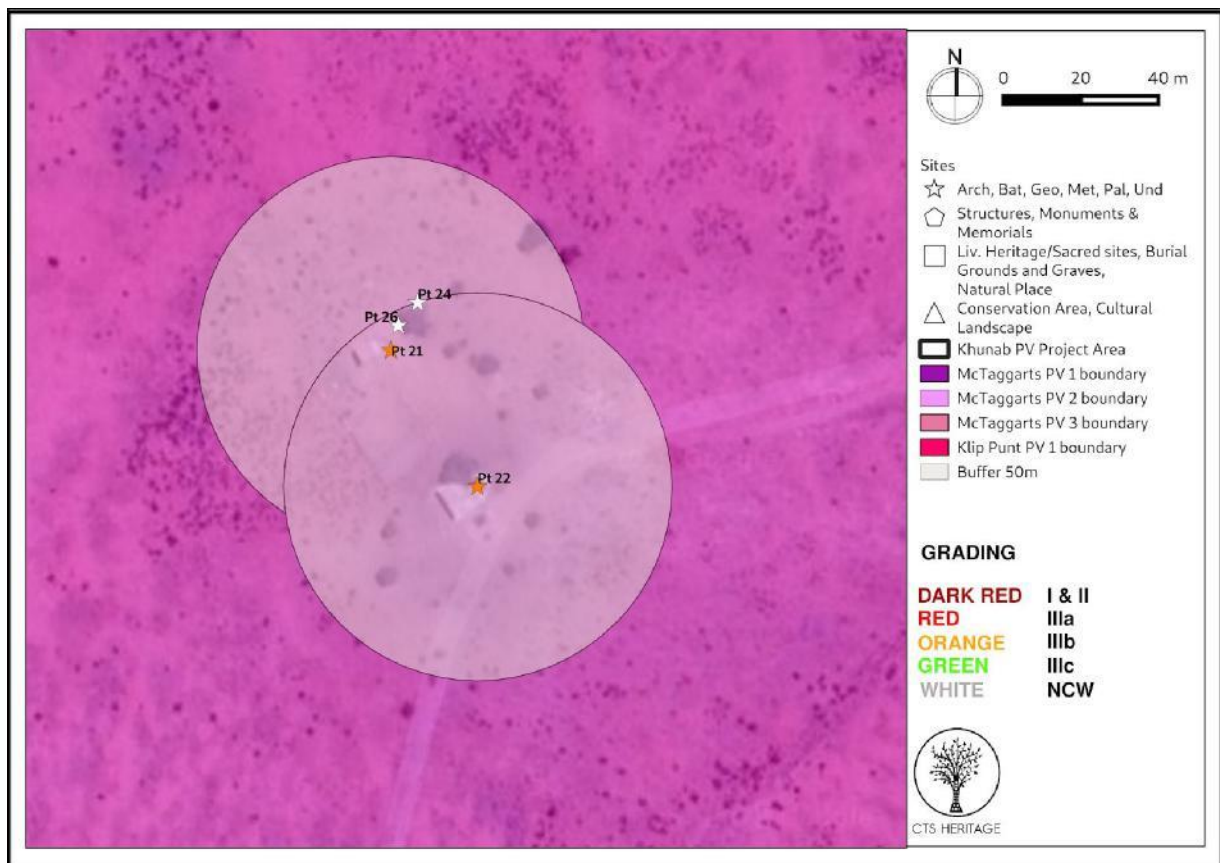 Pt 24
Pt 26
Pt 21
Pt 22
N
0 20 40 m
Sites
Arch, Bat, Geo, Met, Pal, Und
Structures, Monuments &
Memorials
Liv. Heritage/Sacred sites, Burial
Grounds and Graves,
Natural Place
Conservation Area, Cultural
Landscape
Khunab PV Project Area
McTaggarts PV 1 boundary
McTaggarts PV 2 boundary
McTaggarts PV 3 boundary
Klip Punt PV 1 boundary
Buffer 50m
GRADING
DARK RED I & II
RED IIIa
ORANGE IIIb
GREEN IIIc
WHITE NCW
CTS HERITAGE